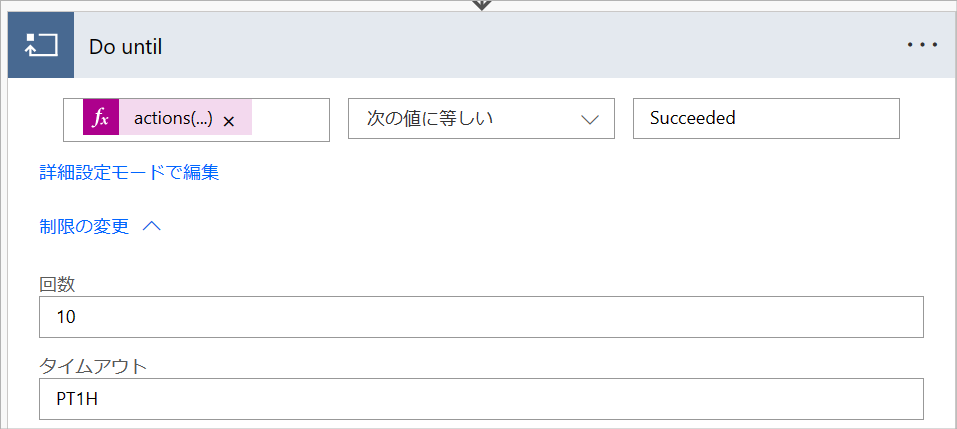 Do until
fx actions(...) × 次の値に等しい Succeeded
詳細設定モードで編集
制限の変更
回数
10
タイムアウト
PT1H